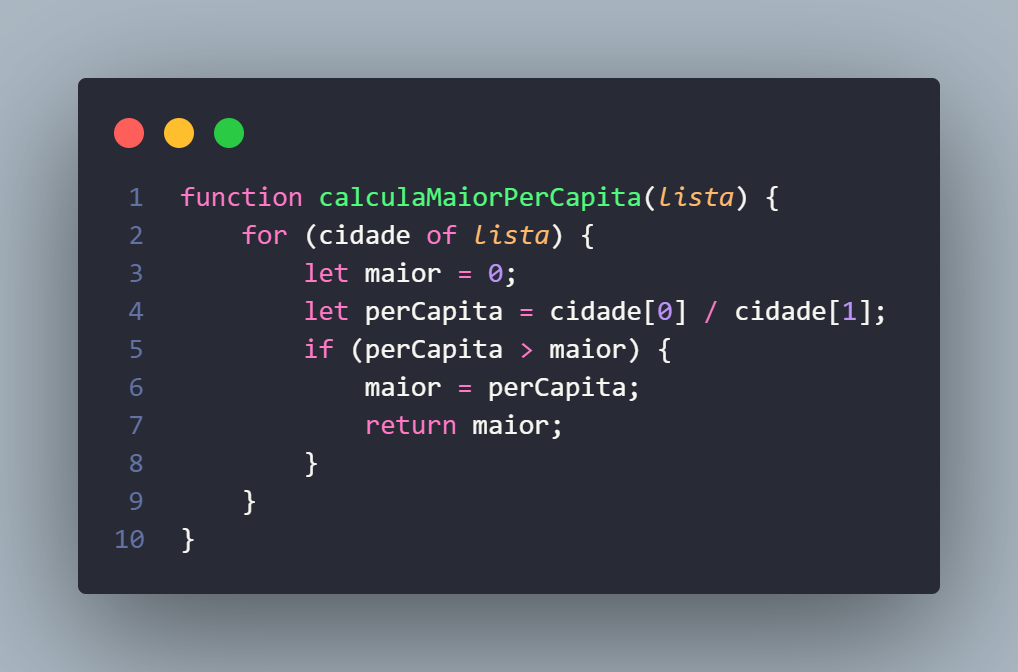 1 function calculaMaiorPerCapita(lista) {
2     for (cidade of lista) {
3         let maior = 0;
4         let perCapita = cidade[0] / cidade[1];
5         if (perCapita > maior) {
6             maior = perCapita;
7             return maior;
8         }
9     }
10 }